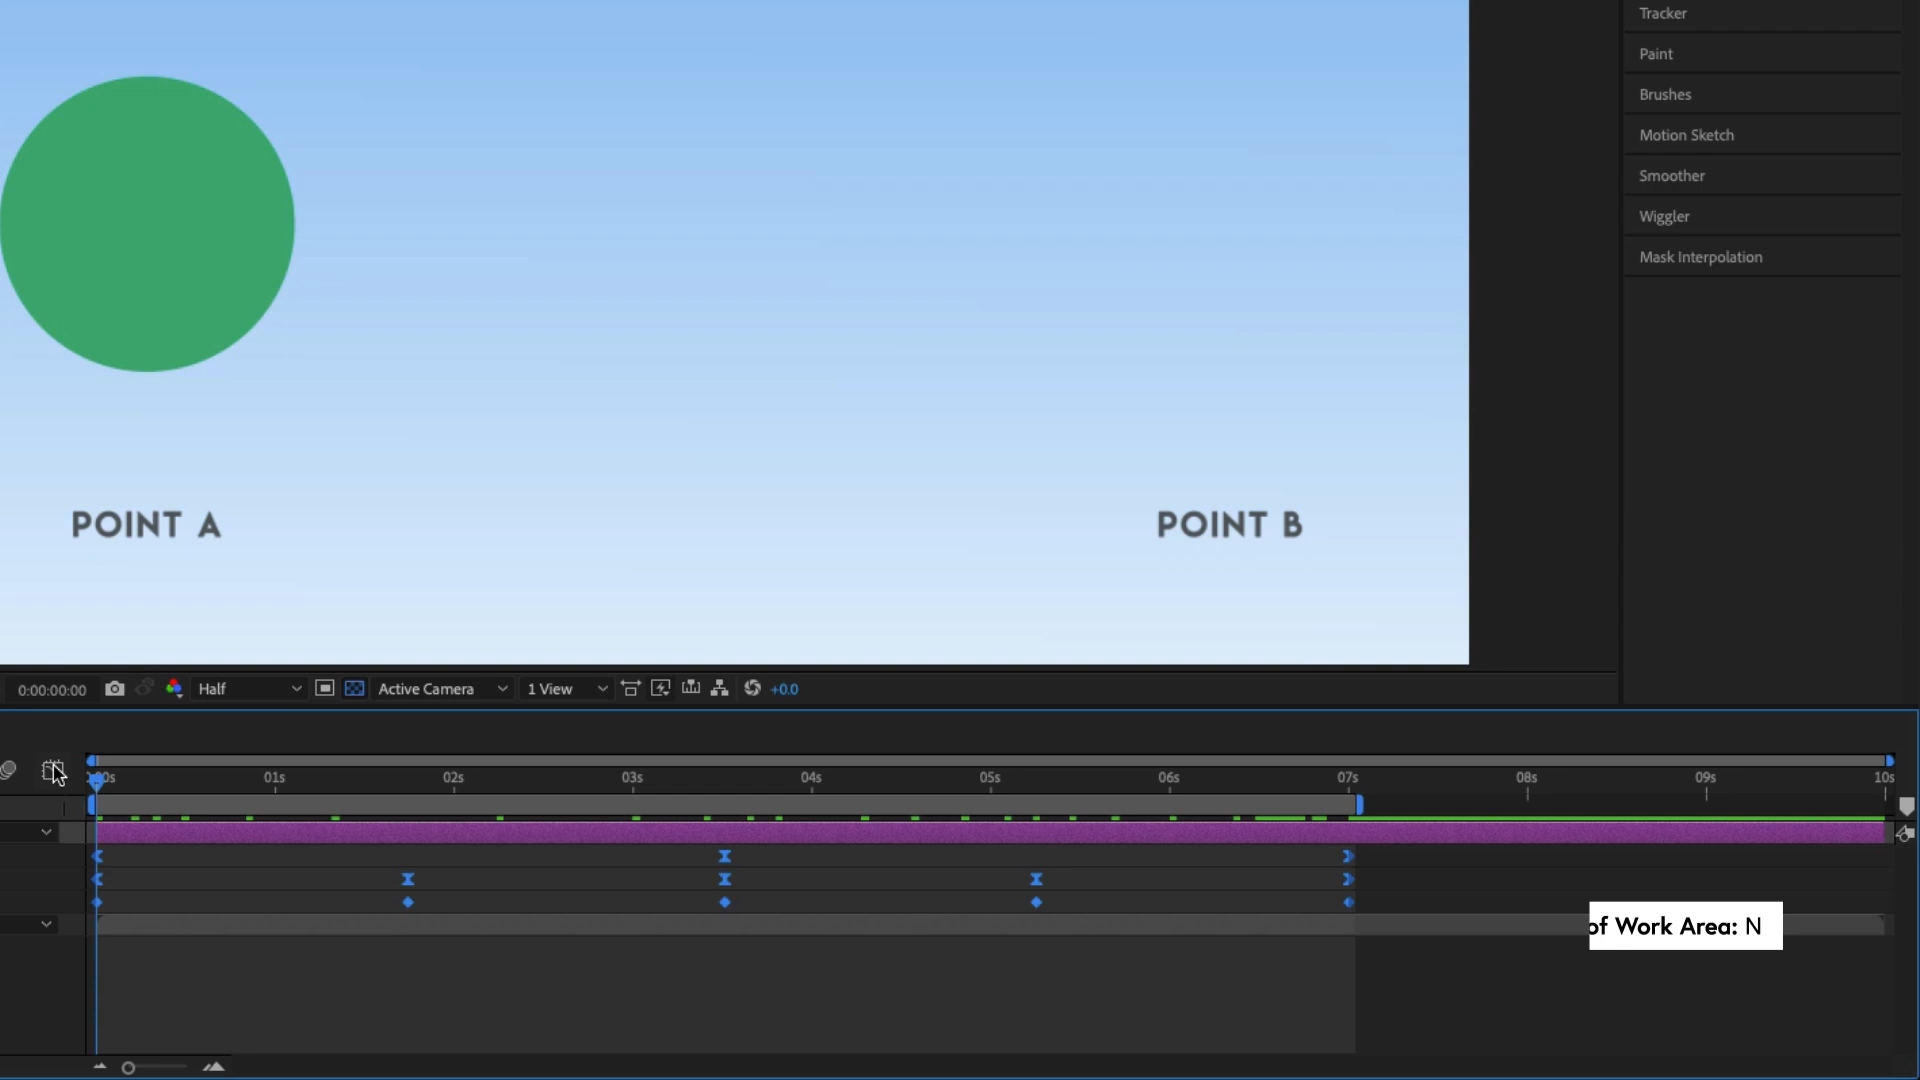 Tracker
Paint
Brushes
Motion Sketch
Smoother
Wiggler
Mask Interpolation
POINT A
POINT B
0:00:00:00
Half
Active Camera
1 View
+0.0
01s
02s
03s
04s
05s
06s
07s
08s
09s
10s
of Work Area: N